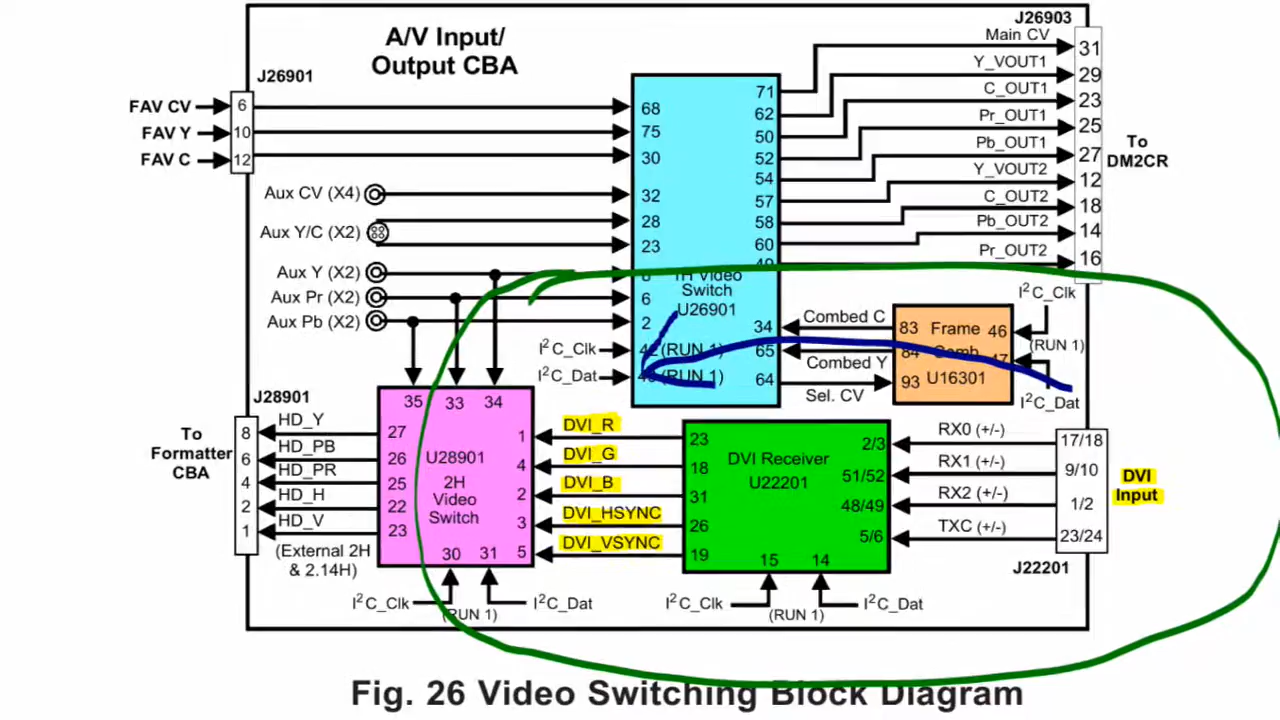 A/V Input/
Output CBA
J26901
J26903
FAV CV 6
FAV Y 10
FAV C 12
Aux CV (X4)
Aux Y/C (X2)
Aux Y (X2)
Aux Pr (X2)
Aux Pb (X2)
I²C_Clk
I²C_Dat
68
75
30
32
28
23
6
2
(RUN 1)
(RUN 1)
1H Video
Switch
U26901
71
62
50
52
54
57
58
60
49
34
65
64
Main CV 31
Y_VOUT1 29
C_OUT1 23
Pr_OUT1 25
Pb_OUT1 27
Y_VOUT2 12
C_OUT2 18
Pb_OUT2 14
Pr_OUT2 16
To
DM2CR
Combed C
Combed Y
Sel. CV
83 Frame 46
84 Comb 47
93 U16301
I²C_Clk
(RUN 1)
I²C_Dat
J28901
To
Formatter
CBA
8 HD_Y 27
6 HD_PB 26
4 HD_PR 25
2 HD_H 22
1 HD_V 23
(External 2H
& 2.14H)
35 33 34
U28901
2H
Video
Switch
30 31
1 DVI_R 23
4 DVI_G 18
2 DVI_B 31
3 DVI_HSYNC 26
5 DVI_VSYNC 19
I²C_Clk
(RUN 1)
I²C_Dat
DVI Receiver
U22201
2/3 RX0 (+/-) 17/18
51/52 RX1 (+/-) 9/10
48/49 RX2 (+/-) 1/2
5/6 TXC (+/-) 23/24
15 14
I²C_Clk
(RUN 1)
I²C_Dat
DVI
Input
J22201
Fig. 26 Video Switching Block Diagram